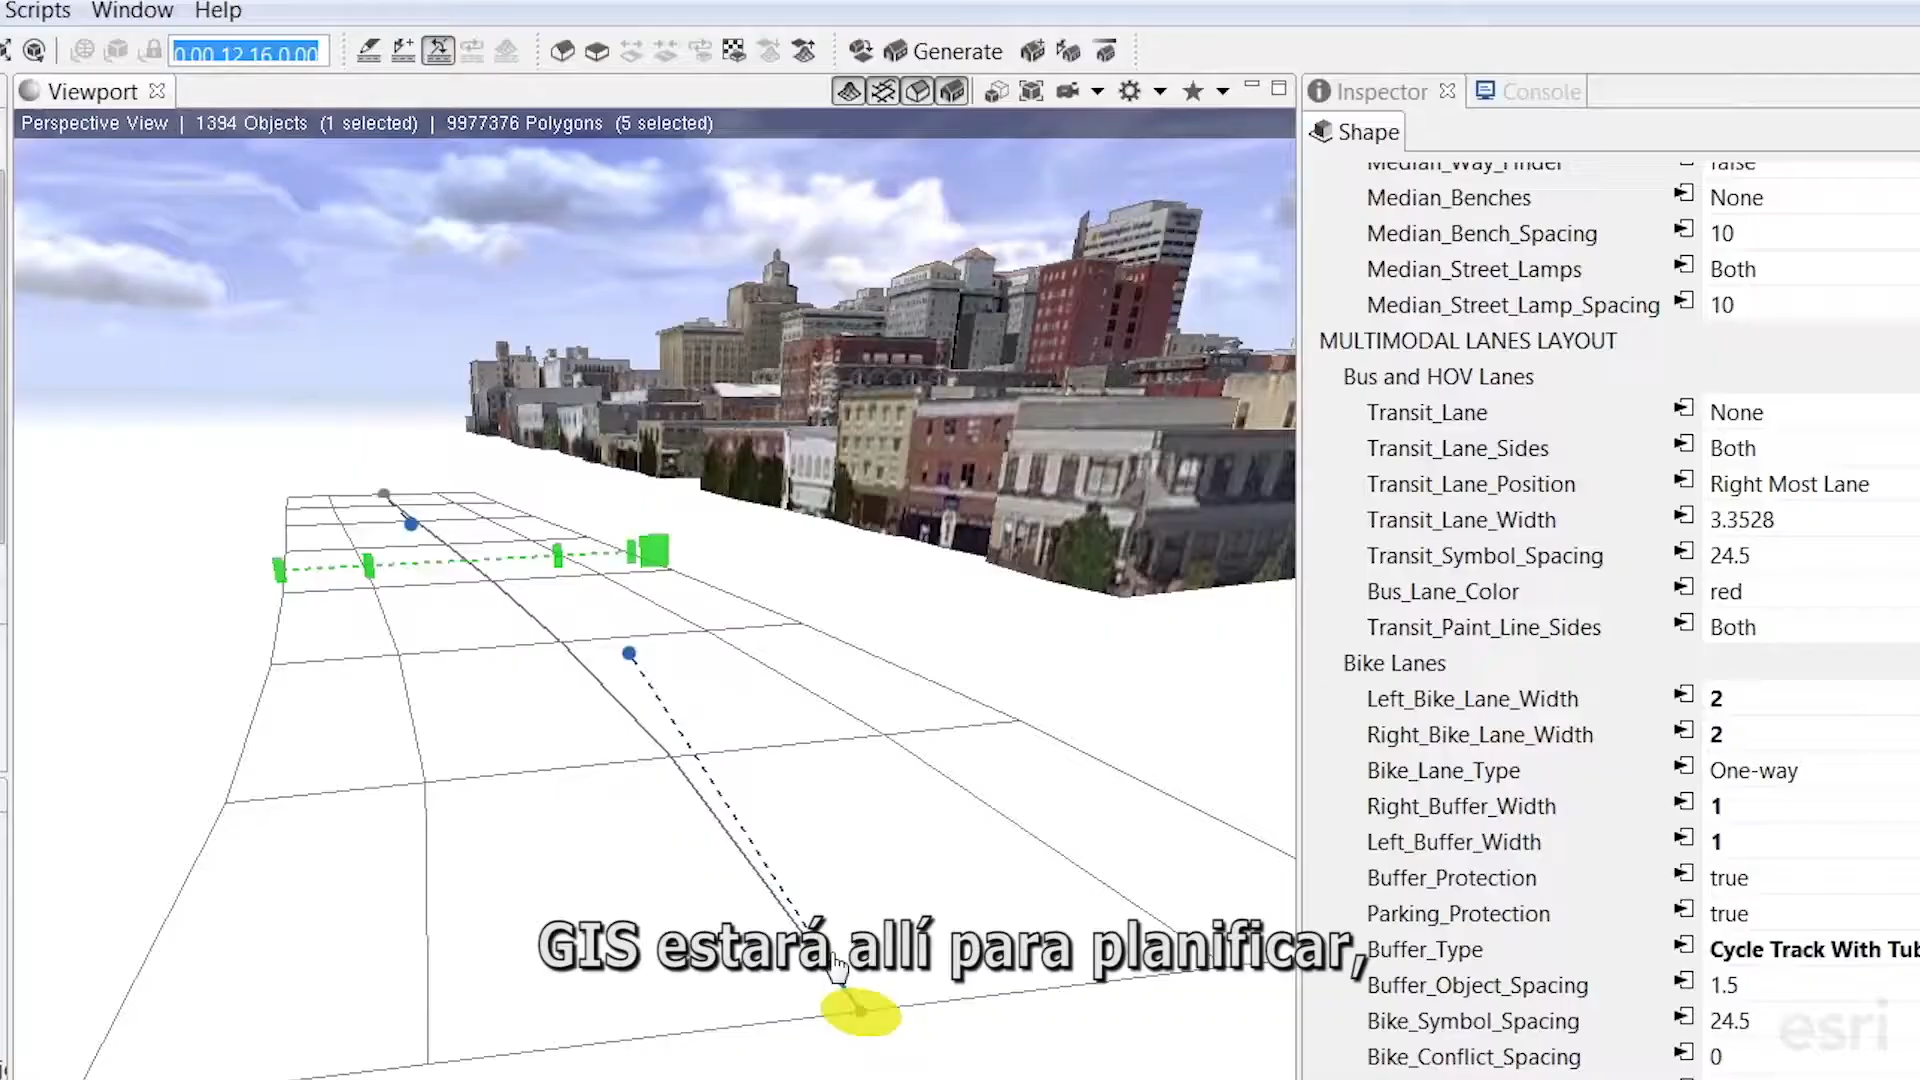 Scripts Window Help
0.00 12.16 0.00
Generate
Viewport
Perspective View | 1394 Objects (1 selected) | 9977376 Polygons (5 selected)
Inspector
Console
Shape
Median_Way_Finder false
Median_Benches None
Median_Bench_Spacing 10
Median_Street_Lamps Both
Median_Street_Lamp_Spacing 10
MULTIMODAL LANES LAYOUT
Bus and HOV Lanes
Transit_Lane None
Transit_Lane_Sides Both
Transit_Lane_Position Right Most Lane
Transit_Lane_Width 3.3528
Transit_Symbol_Spacing 24.5
Bus_Lane_Color red
Transit_Paint_Line_Sides Both
Bike Lanes
Left_Bike_Lane_Width 2
Right_Bike_Lane_Width 2
Bike_Lane_Type One-way
Right_Buffer_Width 1
Left_Buffer_Width 1
Buffer_Protection true
Parking_Protection true
Buffer_Type Cycle Track With Tub
Buffer_Object_Spacing 1.5
Bike_Symbol_Spacing 24.5
Bike_Conflict_Spacing 0
GIS estará allí para planificar,
esri